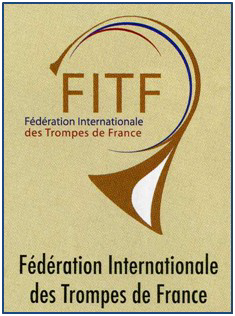 FITF
Fédération Internationale
des Trompes de France
Fédération Internationale
des Trompes de France